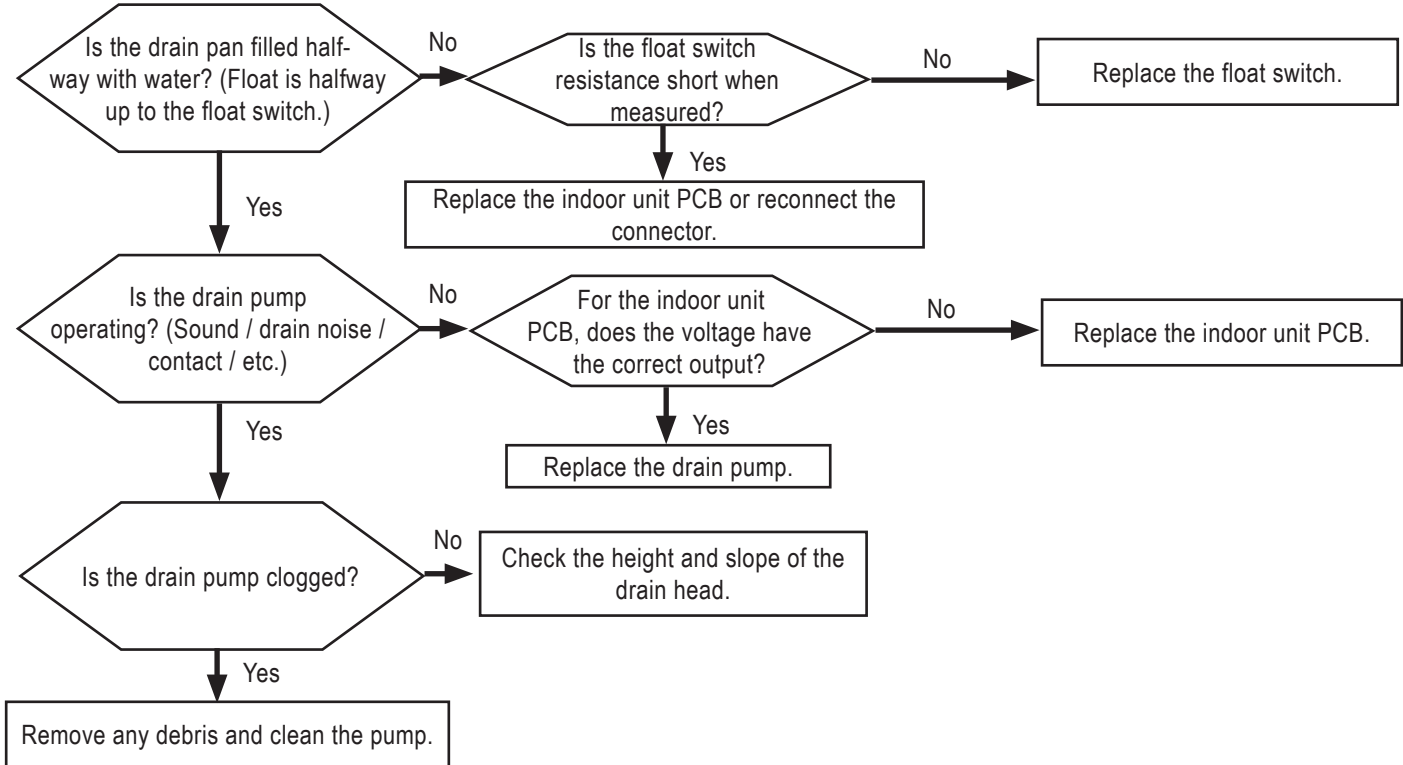 Is the drain pan filled half-
way with water? (Float is halfway
up to the float switch.)
No
Is the float switch
resistance short when
measured?
No
Replace the float switch.
Yes
Replace the indoor unit PCB or reconnect the
connector.
Yes
Is the drain pump
operating? (Sound / drain noise /
contact / etc.)
No
For the indoor unit
PCB, does the voltage have
the correct output?
No
Replace the indoor unit PCB.
Yes
Replace the drain pump.
Yes
Is the drain pump clogged?
No
Check the height and slope of the
drain head.
Yes
Remove any debris and clean the pump.